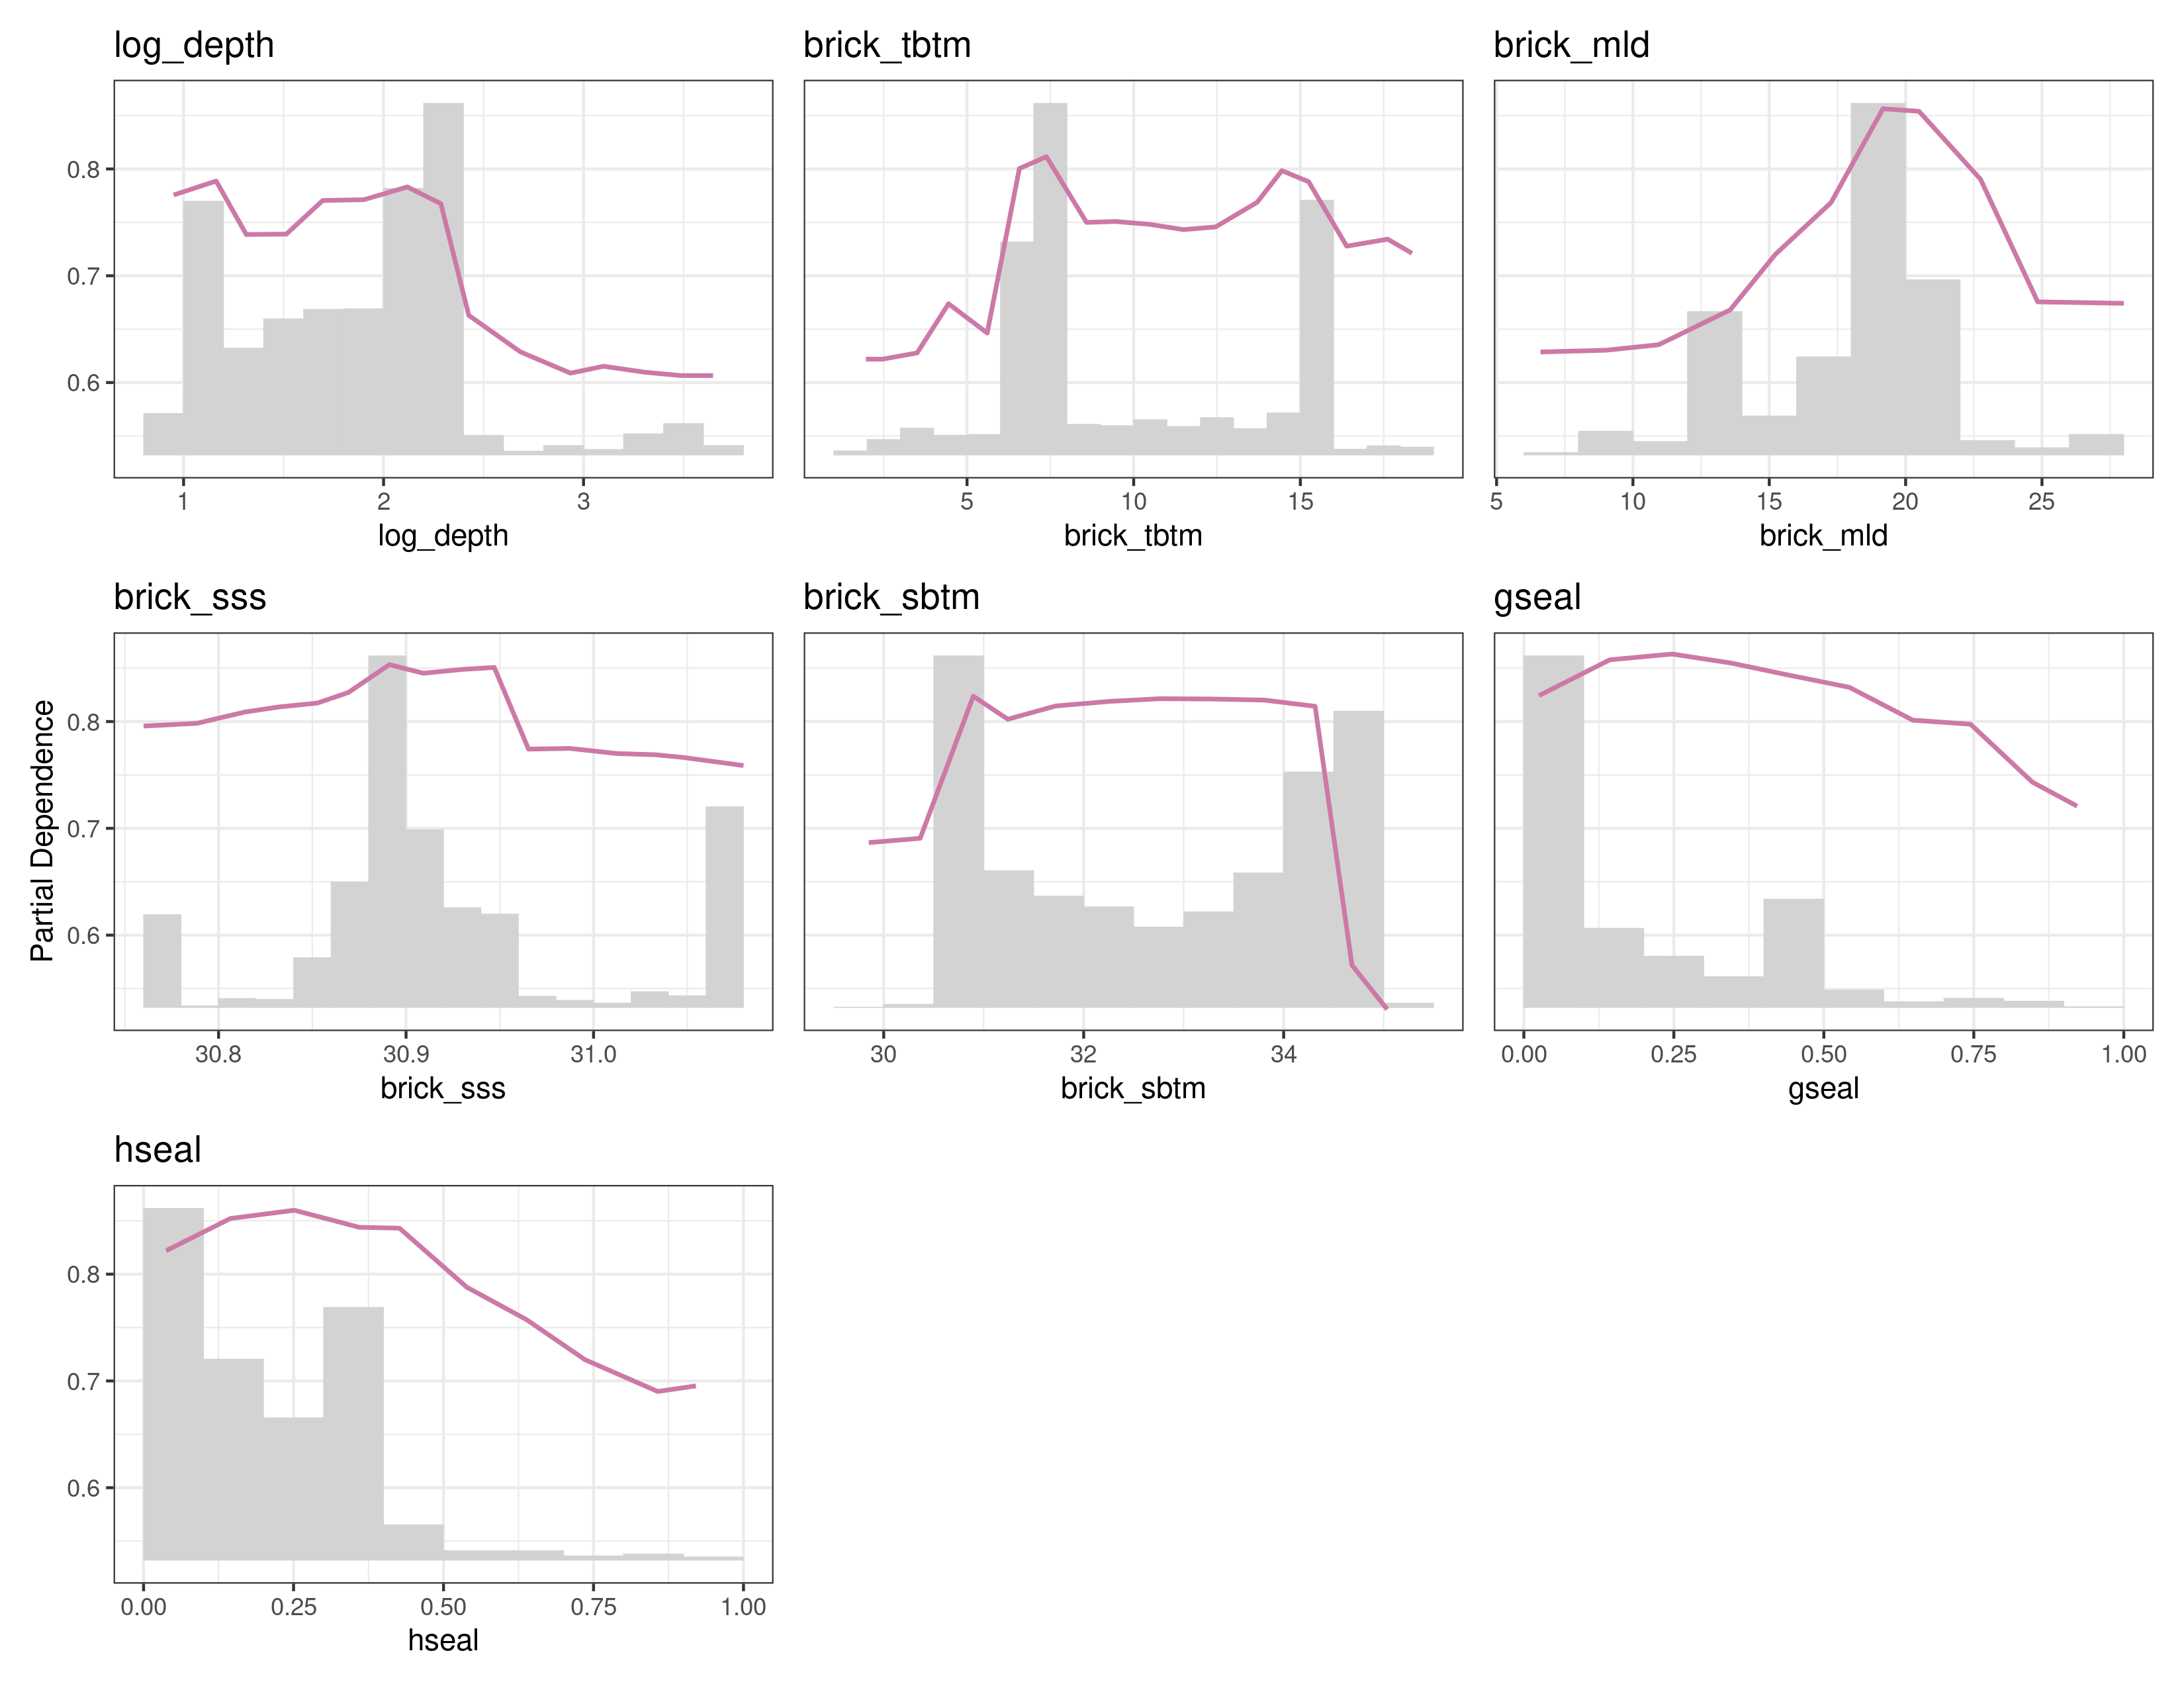 log_depth
brick_tbtm
brick_mld
0.8
0.7
0.6
1 2 3
5 10 15
5 10 15 20 25
log_depth
brick_tbtm
brick_mld
brick_sss
brick_sbtm
gseal
Partial Dependence
0.8
0.7
0.6
30.8 30.9 31.0
30 32 34
0.00 0.25 0.50 0.75 1.00
brick_sss
brick_sbtm
gseal
hseal
0.8
0.7
0.6
0.00 0.25 0.50 0.75 1.00
hseal